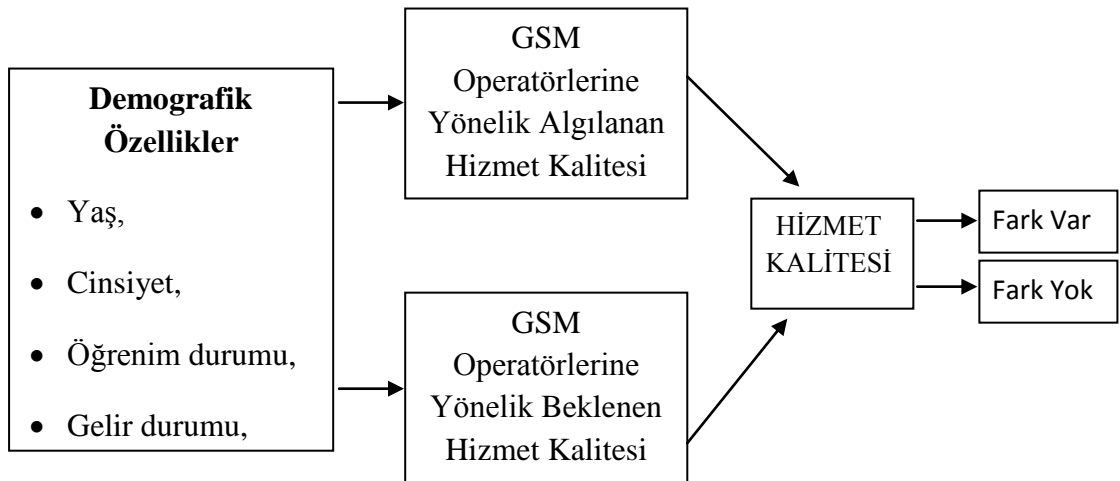 Demografik
Özellikler
• Yaş,
• Cinsiyet,
• Öğrenim durumu,
• Gelir durumu,
GSM
Operatörlerine
Yönelik Algılanan
Hizmet Kalitesi
GSM
Operatörlerine
Yönelik Beklenen
Hizmet Kalitesi
HİZMET
KALİTESİ
Fark Var
Fark Yok